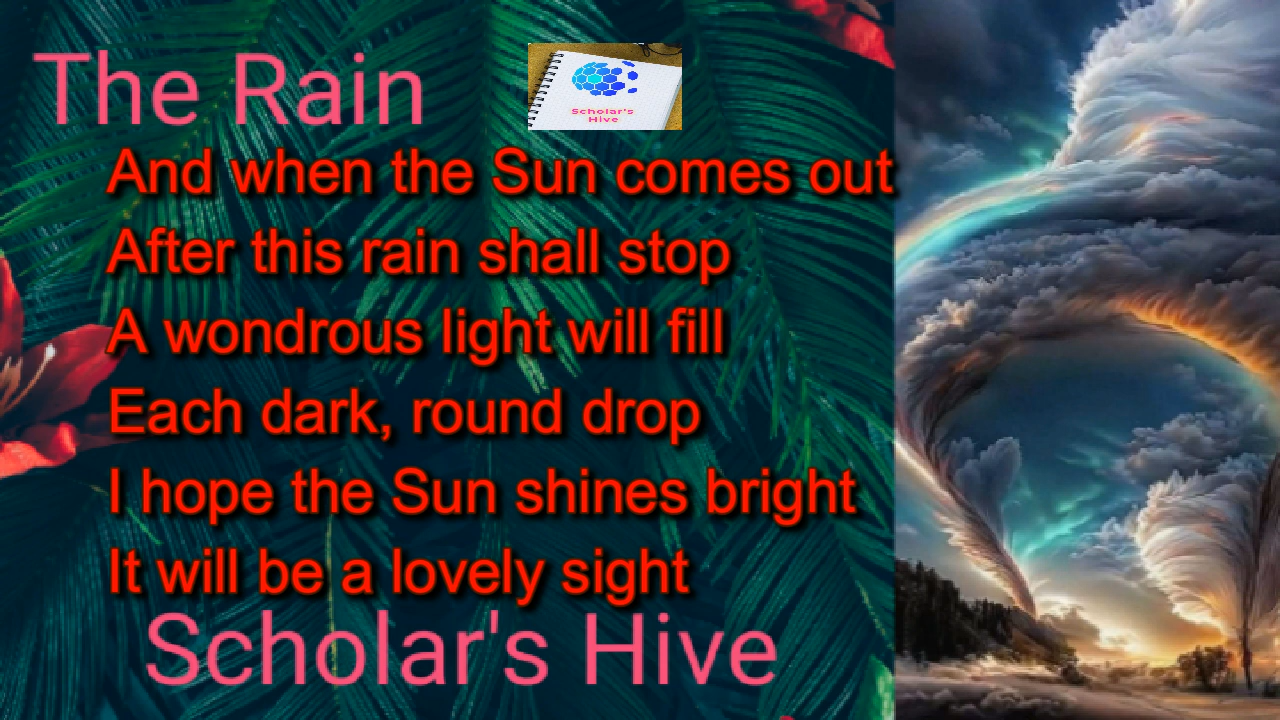 The Rain
Scholar's
Hive
And when the Sun comes out
After this rain shall stop
A wondrous light will fill
Each dark, round drop
I hope the Sun shines bright
It will be a lovely sight
Scholar's Hive